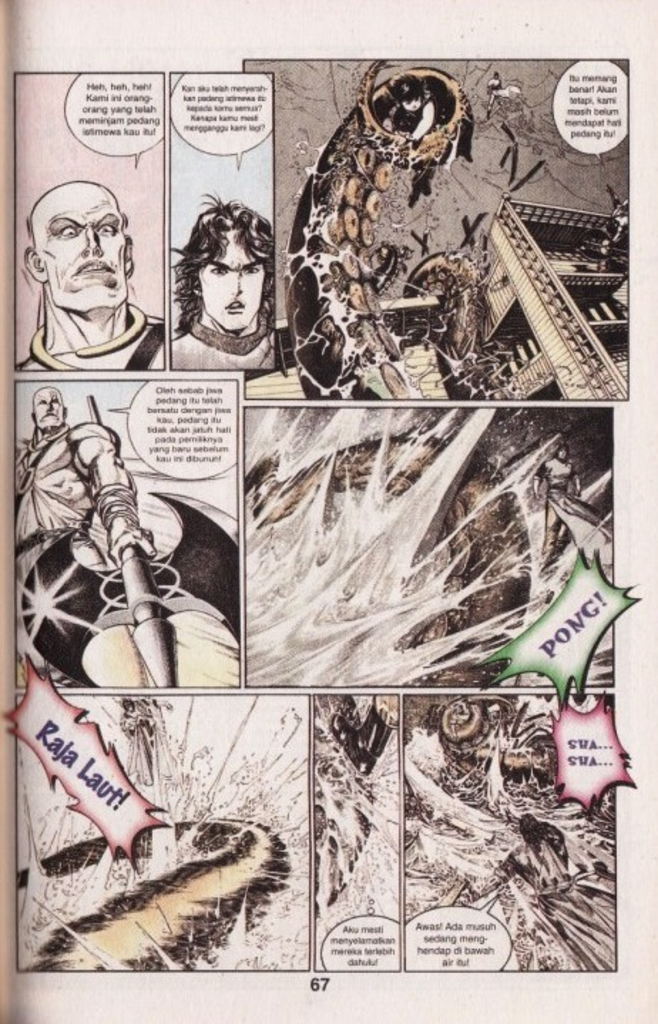 Heh, heh, heh!
Kami ini orang-
orang yang telah
meminjam pedang
istimewa kau itu!
Kan aku telah menyerah-
kan pedang istimewa itu
kepada kamu semua?
Kenapa kamu mesti
mengganggu kami lagi?
Itu memang
benar! Akan
tetapi, kami
masih belum
mendapat hati
pedang itu!
Oleh sebab jiwa
pedang itu telah
bersatu dengan jiwa
kau, pedang itu
tidak akan jatuh hati
pada pemiliknya
yang baru sebelum
kau ini dibunuh!
PONG!
Raja Laut!
Aku mesti
menyelamatkan
mereka terlebih
dahulu!
SHA...
SHA...
Awas! Ada musuh
sedang meng-
hendap di bawah
air itu!
67